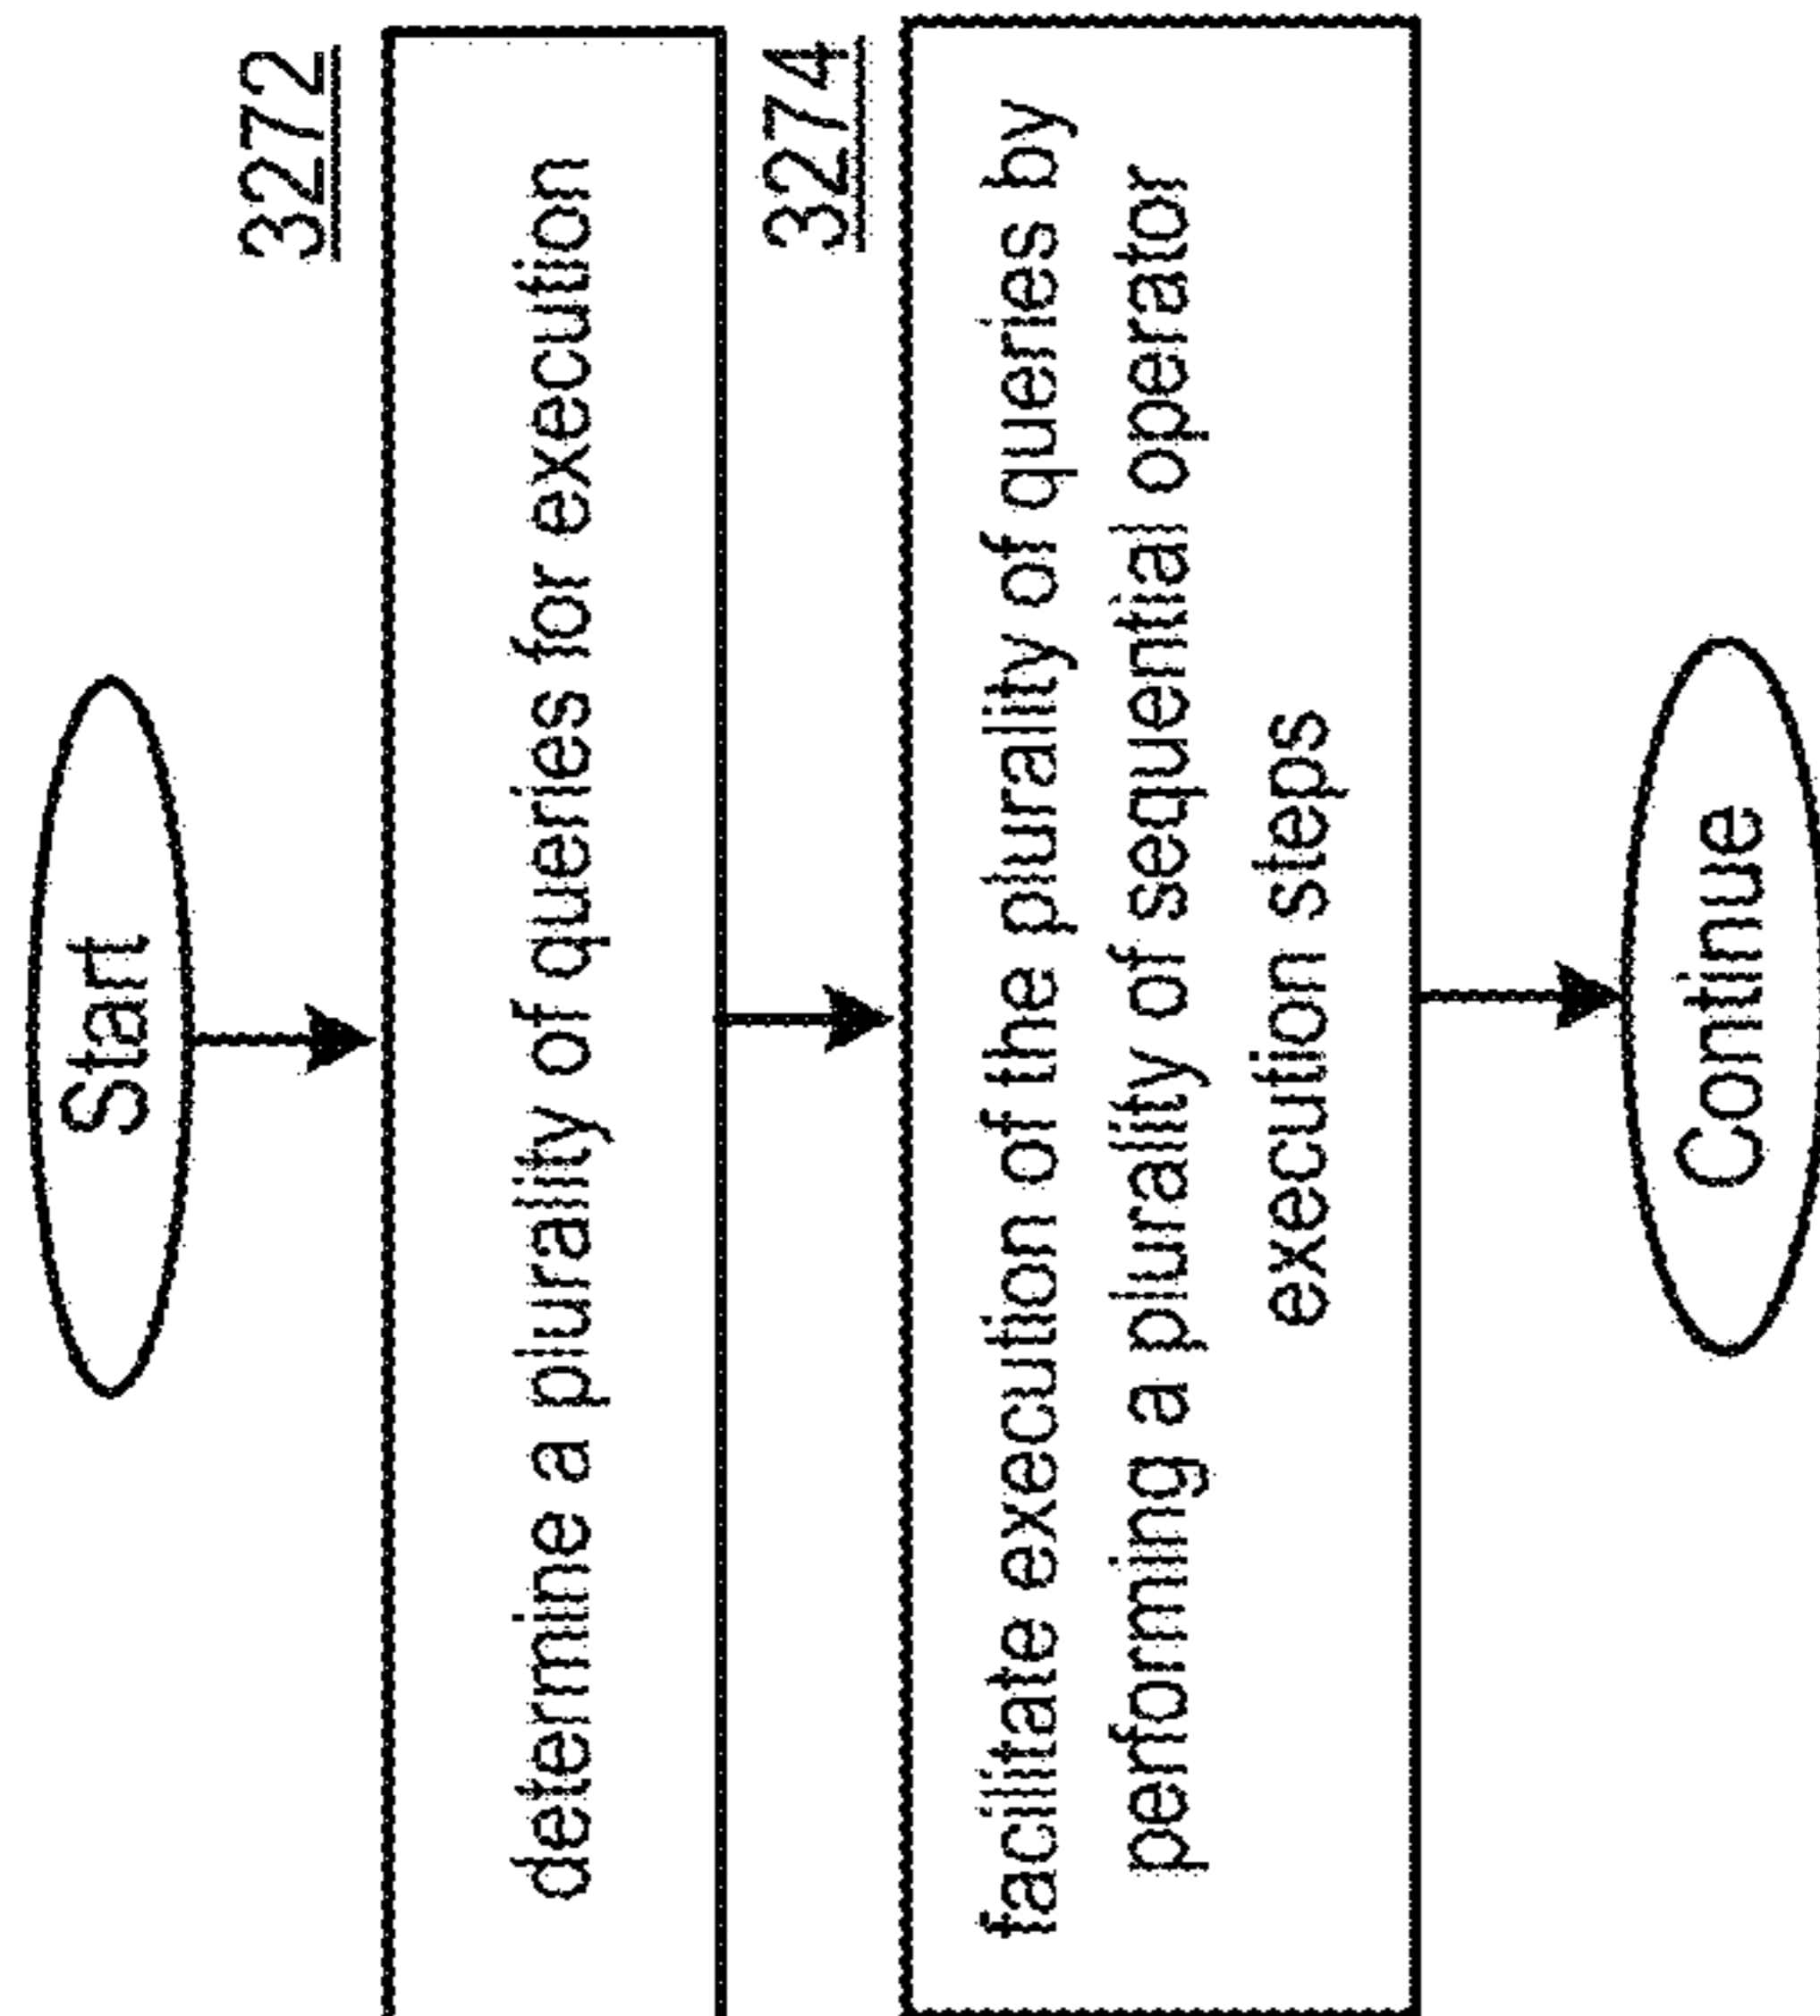 Start
3272
determine a plurality of queries for execution
3274
facilitate execution of the plurality of queries by
performing a plurality of sequential operator
execution steps
Continue